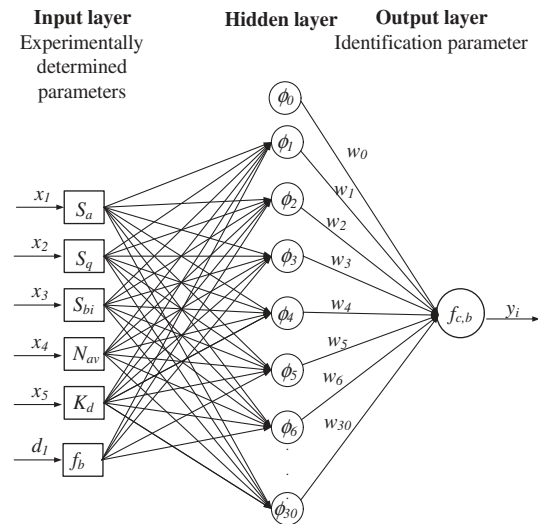 Input layer
Experimentally
determined
parameters
Hidden layer
Output layer
Identification parameter
x1
x2
x3
x4
x5
d1
Sa
Sq
Sbi
Nav
Kd
fb
ϕ0
ϕ1
ϕ2
ϕ3
ϕ4
ϕ5
ϕ6
ϕ30
w0
w1
w2
w3
w4
w5
w6
w30
fc,b
yi